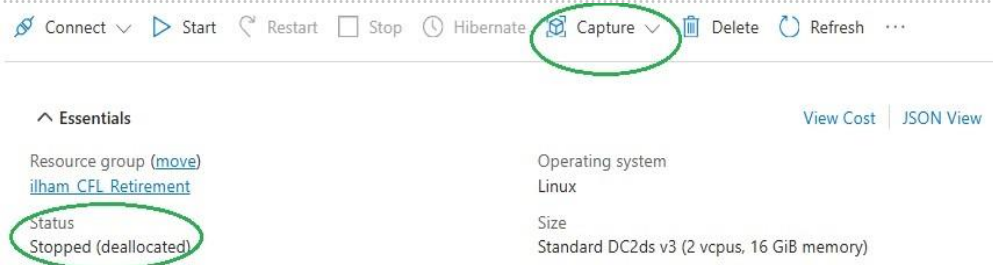 Connect Start Restart Stop Hibernate Capture Delete Refresh ...
Essentials View Cost JSON View
Resource group (move) Operating system
ilham_CFL_Retirement Linux
Status Size
Stopped (deallocated) Standard DC2ds v3 (2 vcpus, 16 GiB memory)